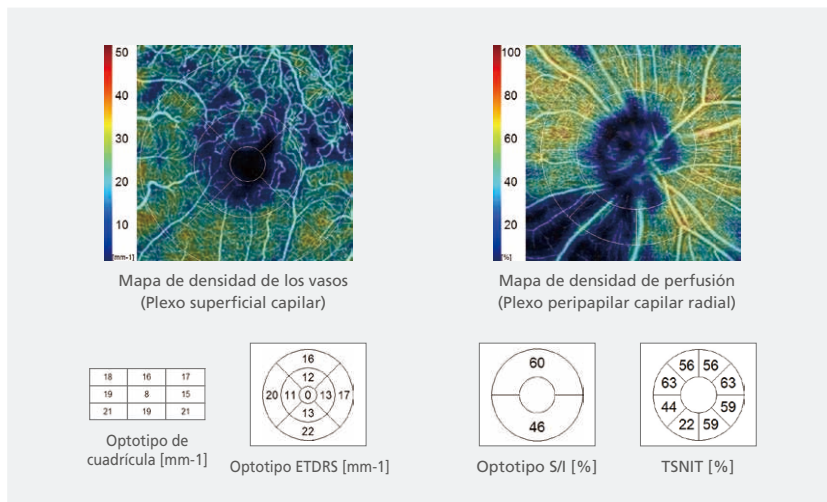 50
40
30
20
10
[mm-1]
100
80
60
40
20
[%]
Mapa de densidad de los vasos
(Plexo superficial capilar)
Mapa de densidad de perfusión
(Plexo peripapilar capilar radial)
18 16 17
19 8 15
21 19 21
Optotipo de
cuadrícula [mm-1]
16
12
20 11 0 13 17
13
22
Optotipo ETDRS [mm-1]
60
46
Optotipo S/I [%]
56 56
63 63
44 59
22 59
TSNIT [%]